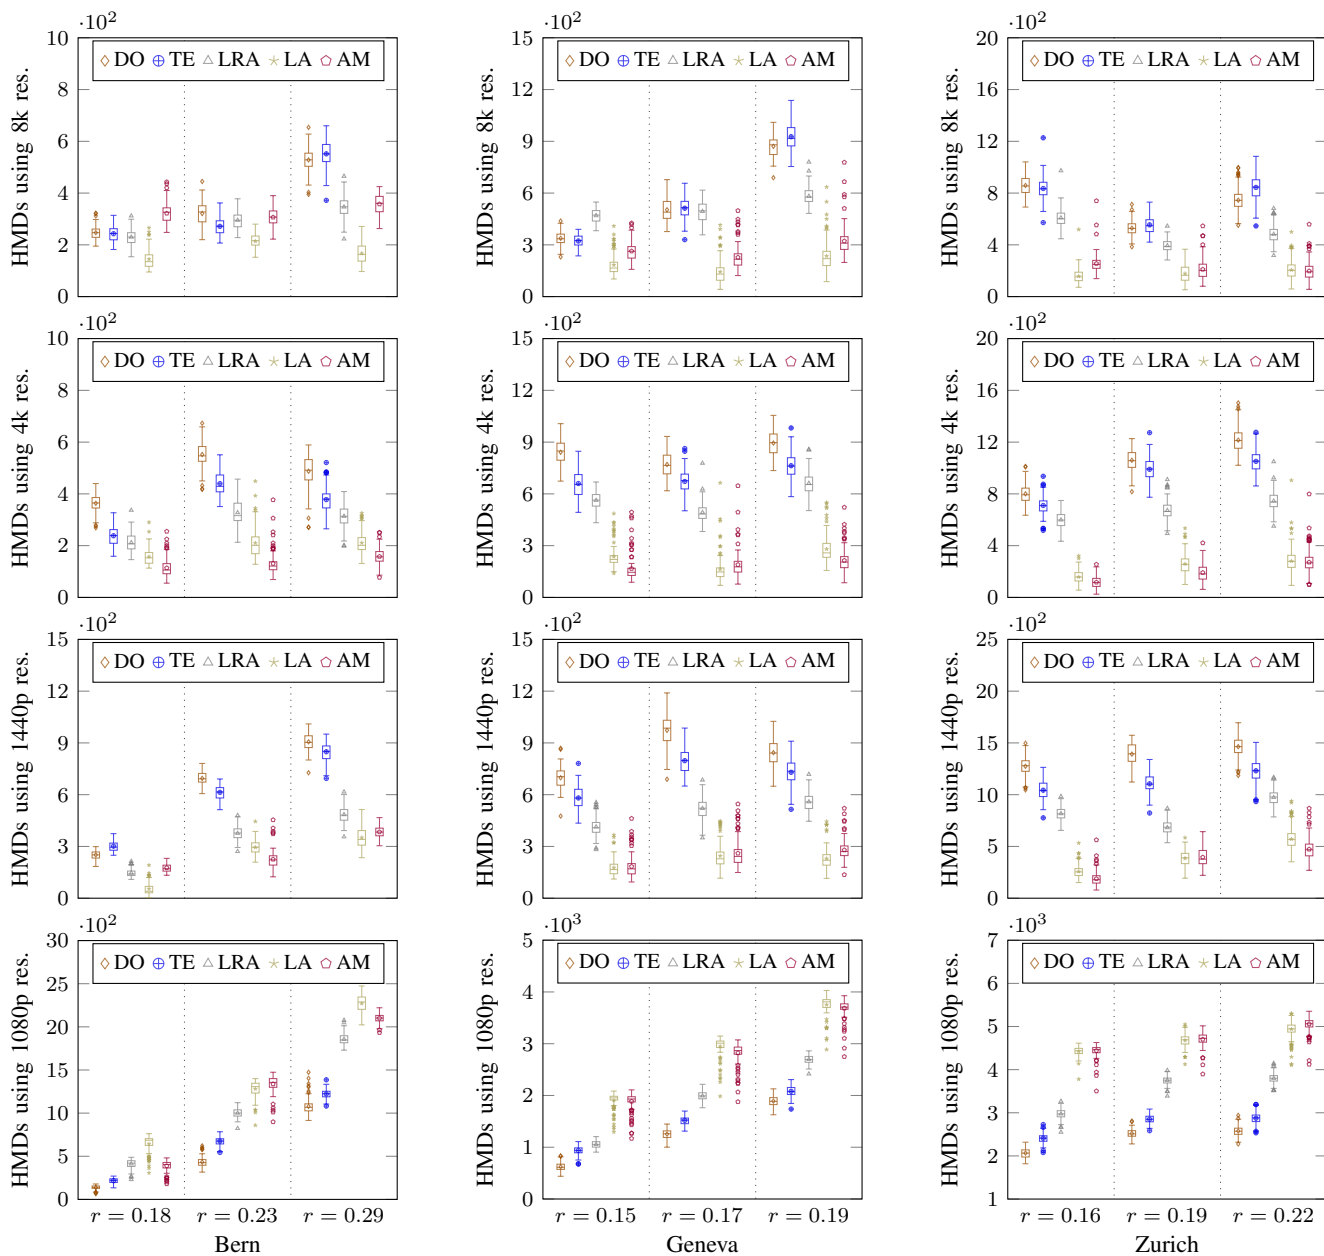 ·10²
HMDs using 8k res.
10
8
6
4
2
0
DO TE LRA LA AM
·10²
HMDs using 8k res.
15
12
9
6
3
0
DO TE LRA LA AM
·10²
HMDs using 8k res.
20
16
12
8
4
0
DO TE LRA LA AM
·10²
HMDs using 4k res.
10
8
6
4
2
0
DO TE LRA LA AM
·10²
HMDs using 4k res.
15
12
9
6
3
0
DO TE LRA LA AM
·10²
HMDs using 4k res.
20
16
12
8
4
0
DO TE LRA LA AM
·10²
HMDs using 1440p res.
15
12
9
6
3
0
DO TE LRA LA AM
·10²
HMDs using 1440p res.
15
12
9
6
3
0
DO TE LRA LA AM
·10²
HMDs using 1440p res.
25
20
15
10
5
0
DO TE LRA LA AM
·10²
HMDs using 1080p res.
30
25
20
15
10
5
0
DO TE LRA LA AM
r = 0.18 r = 0.23 r = 0.29
Bern
·10³
HMDs using 1080p res.
5
4
3
2
1
0
DO TE LRA LA AM
r = 0.15 r = 0.17 r = 0.19
Geneva
·10³
HMDs using 1080p res.
7
6
5
4
3
2
1
DO TE LRA LA AM
r = 0.16 r = 0.19 r = 0.22
Zurich